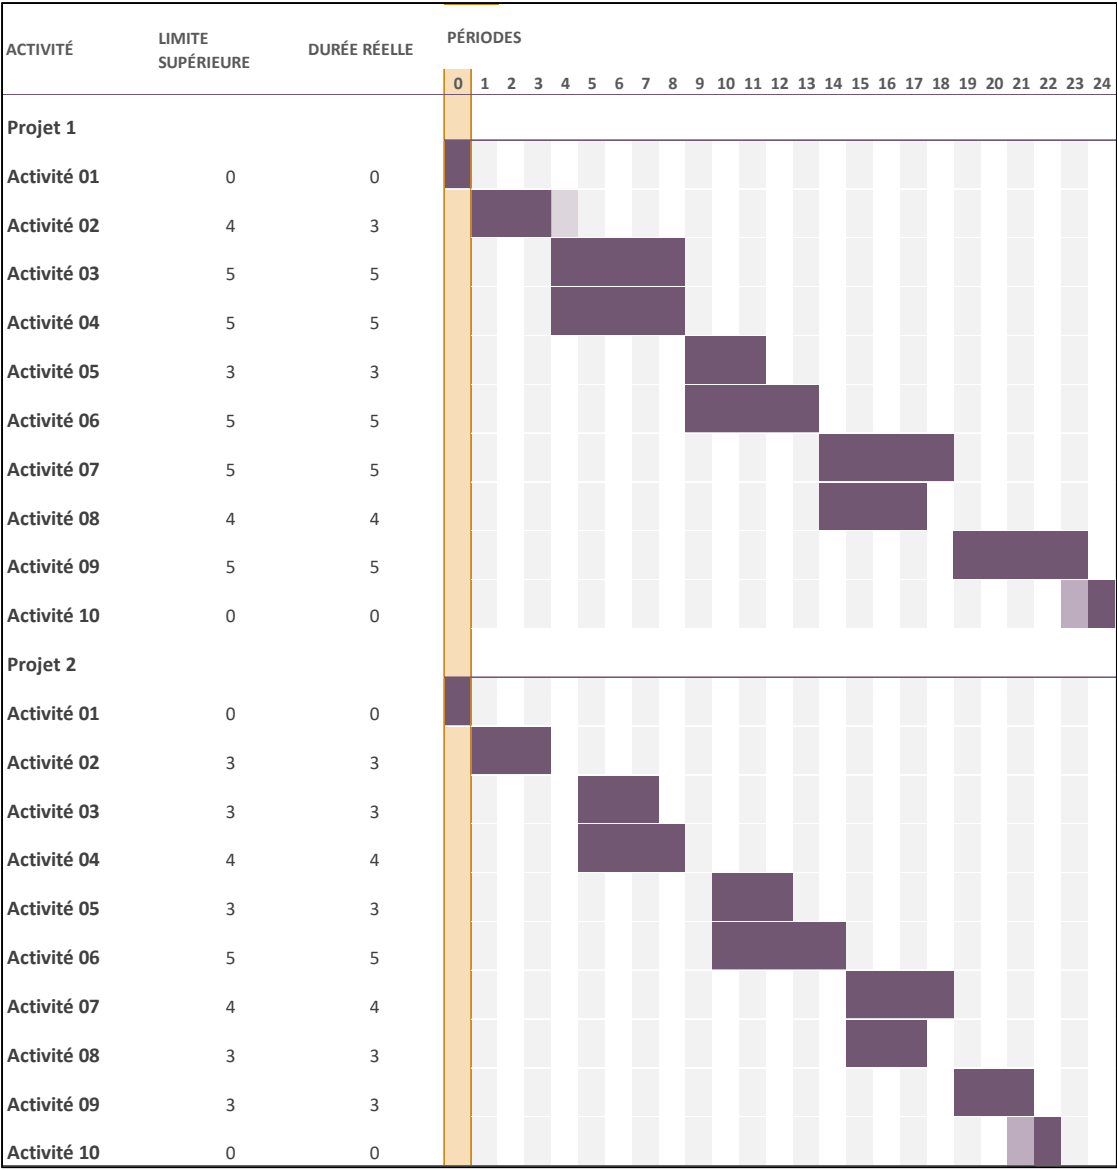 ACTIVITÉ LIMITE SUPÉRIEURE DURÉE RÉELLE PÉRIODES
0 1 2 3 4 5 6 7 8 9 10 11 12 13 14 15 16 17 18 19 20 21 22 23 24
Projet 1
Activité 01 0 0
Activité 02 4 3
Activité 03 5 5
Activité 04 5 5
Activité 05 3 3
Activité 06 5 5
Activité 07 5 5
Activité 08 4 4
Activité 09 5 5
Activité 10 0 0
Projet 2
Activité 01 0 0
Activité 02 3 3
Activité 03 3 3
Activité 04 4 4
Activité 05 3 3
Activité 06 5 5
Activité 07 4 4
Activité 08 3 3
Activité 09 3 3
Activité 10 0 0